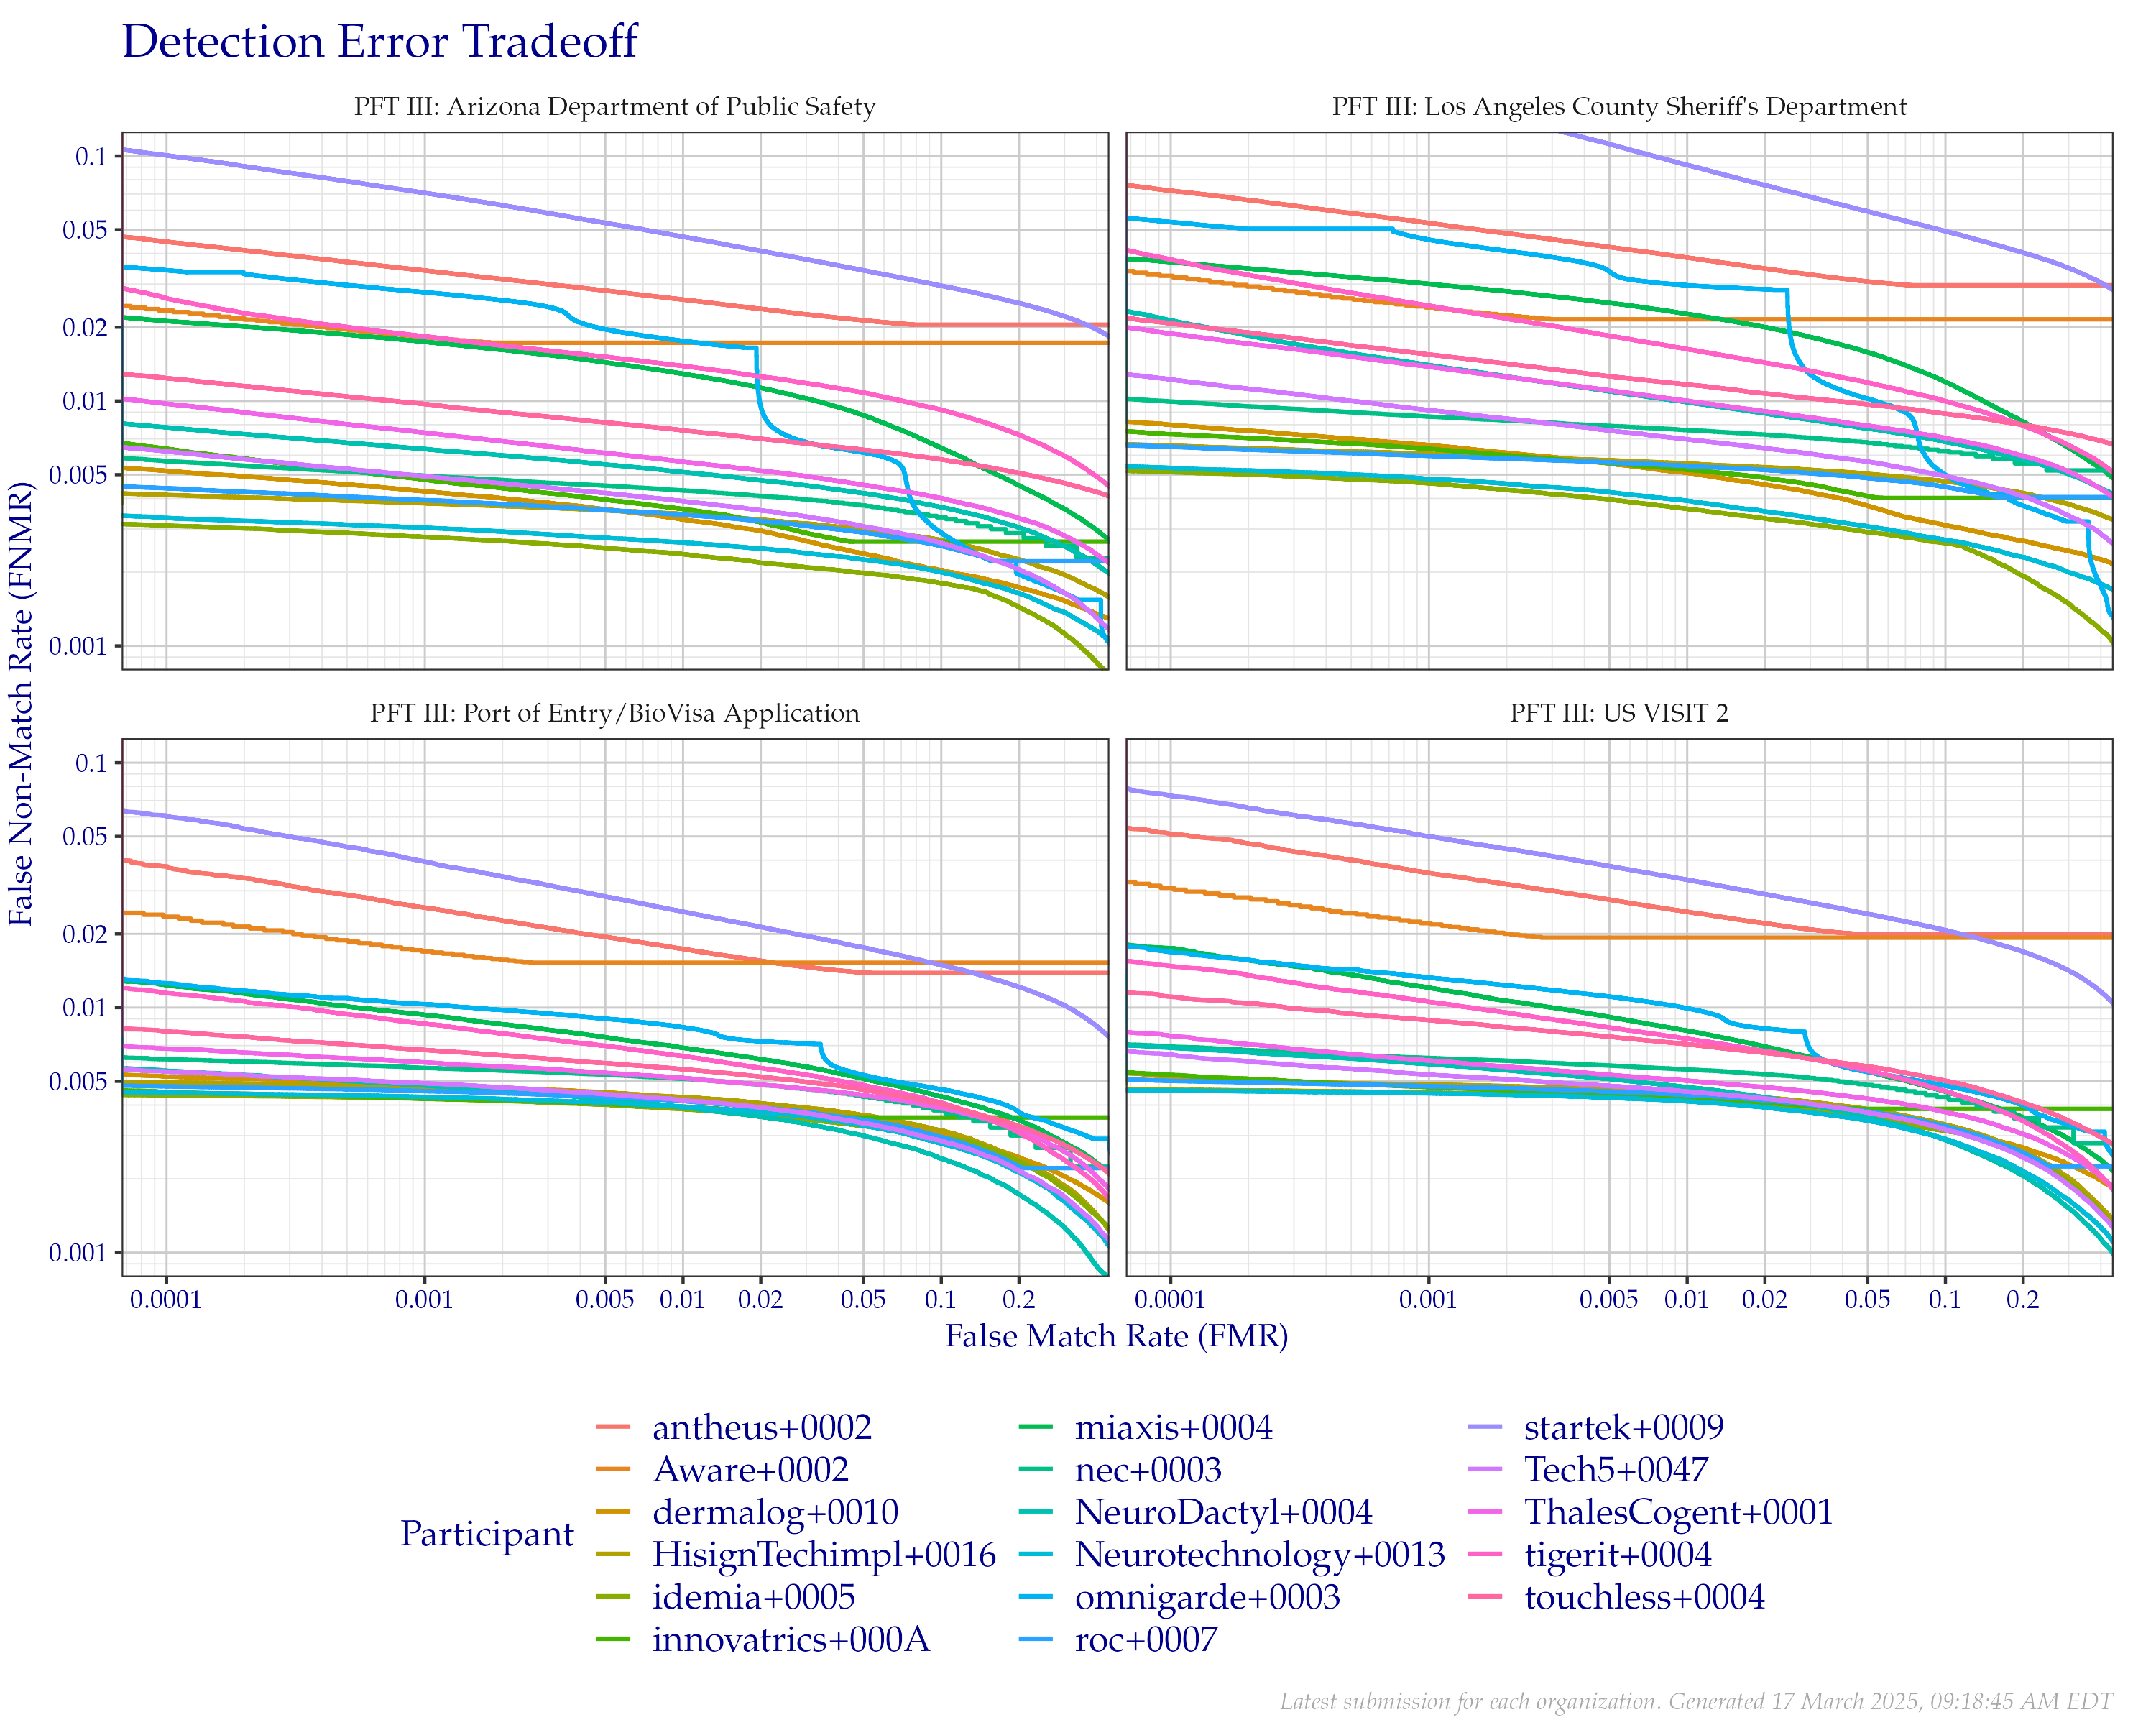 Detection Error Tradeoff
PFT III: Arizona Department of Public Safety
PFT III: Los Angeles County Sheriff's Department
0.1
0.05
0.02
0.01
0.005
0.001
PFT III: Port of Entry/BioVisa Application
PFT III: US VISIT 2
0.1
0.05
0.02
0.01
0.005
0.001
False Non-Match Rate (FNMR)
0.0001 0.001 0.005 0.01 0.02 0.05 0.1 0.2
0.0001 0.001 0.005 0.01 0.02 0.05 0.1 0.2
False Match Rate (FMR)
Participant
antheus+0002
Aware+0002
dermalog+0010
HisignTechimpl+0016
idemia+0005
innovatrics+000A
miaxis+0004
nec+0003
NeuroDactyl+0004
Neurotechnology+0013
omnigarde+0003
roc+0007
startek+0009
Tech5+0047
ThalesCogent+0001
tigerit+0004
touchless+0004
Latest submission for each organization. Generated 17 March 2025, 09:18:45 AM EDT